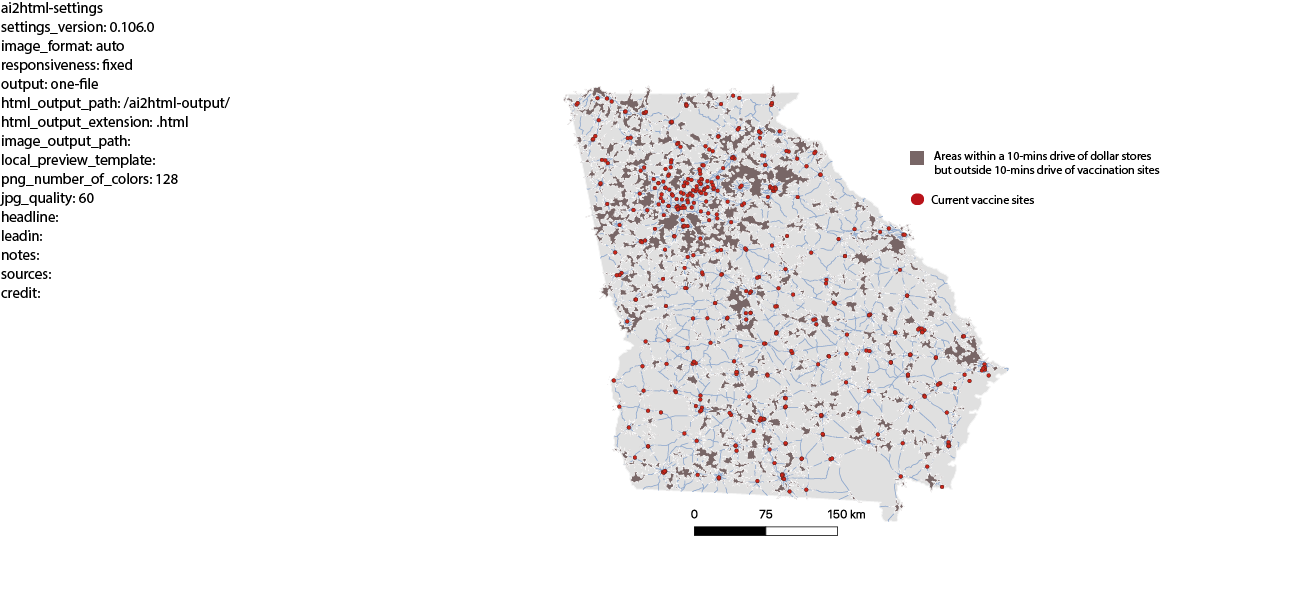 ai2html-settings
settings_version: 0.106.0
image_format: auto
responsiveness: fixed
output: one-file
html_output_path: /ai2html-output/
html_output_extension: .html
image_output_path:
local_preview_template:
png_number_of_colors: 128
jpg_quality: 60
headline:
leadin:
notes:
sources:
credit:
Areas within a 10-mins drive of dollar stores
but outside 10-mins drive of vaccination sites
Current vaccine sites
0 75 150 km